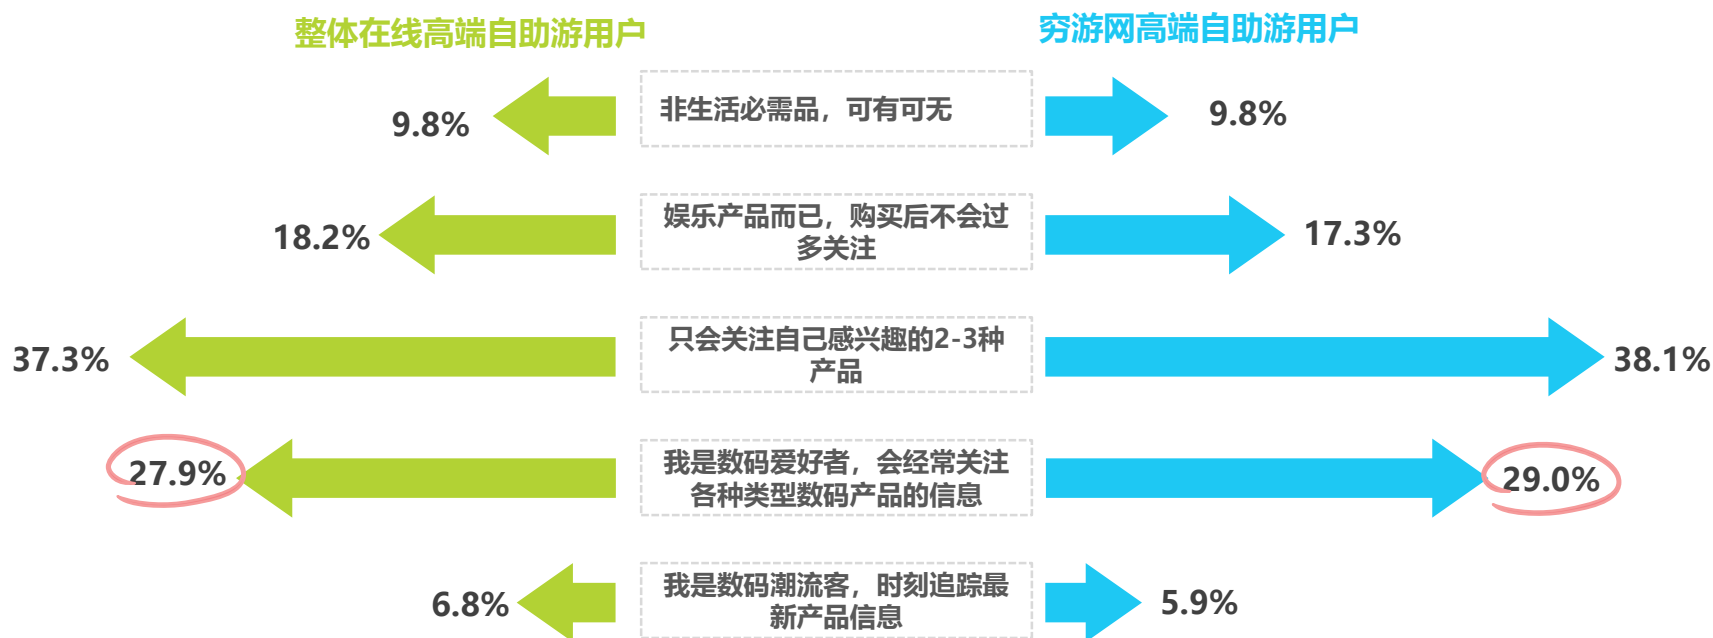 整体在线高端自助游用户
穷游网高端自助游用户
9.8%
非生活必需品，可有可无
9.8%
18.2%
娱乐产品而已，购买后不会过
多关注
17.3%
37.3%
只会关注自己感兴趣的2-3种
产品
38.1%
27.9%
我是数码爱好者，会经常关注
各种类型数码产品的信息
29.0%
6.8%
我是数码潮流客，时刻追踪最
新产品信息
5.9%